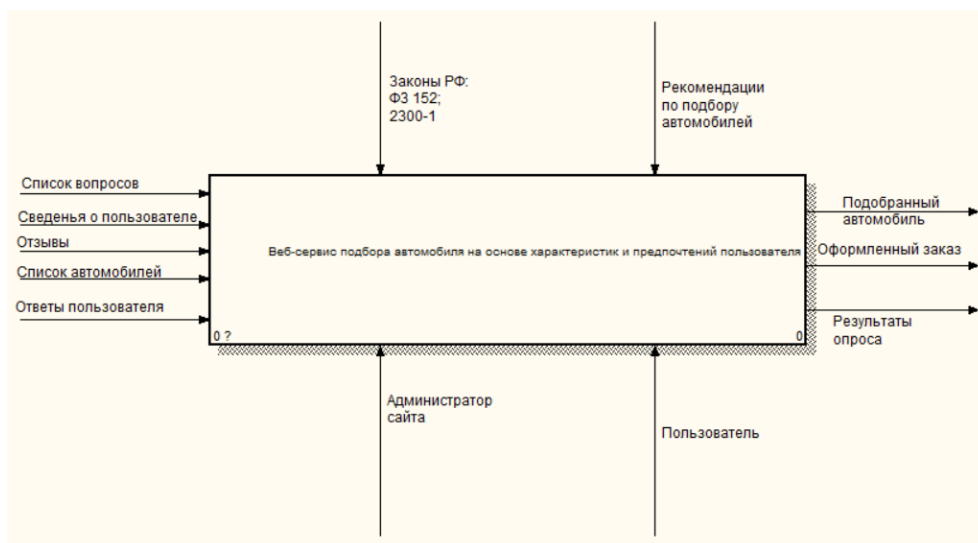 Законы РФ:
ФЗ 152;
2300-1
Рекомендации
по подбору
автомобилей
Список вопросов
Сведенья о пользователе
Отзывы
Список автомобилей
Ответы пользователя
Веб-сервис подбора автомобиля на основе характеристик и предпочтений пользователя
0 ?
0
Подобранный
автомобиль
Оформленный заказ
Результаты
опроса
Администратор
сайта
Пользователь